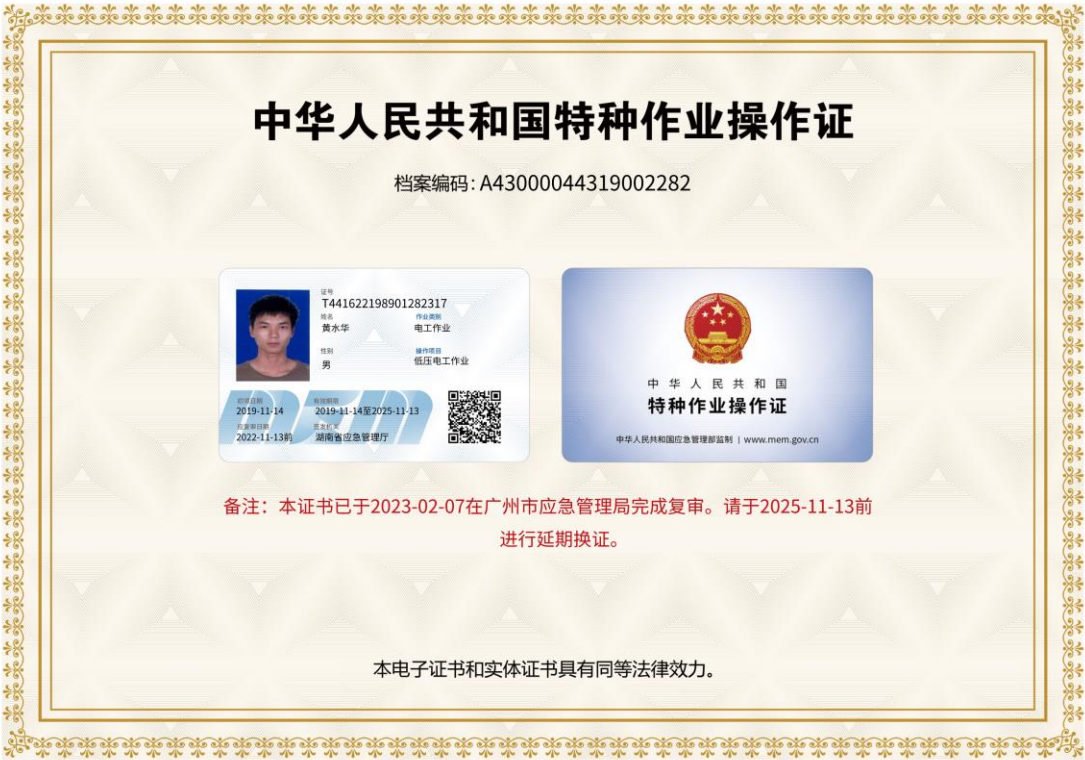 中华人民共和国特种作业操作证
档案编码：A43000044319002282
证号
T441622198901282317
姓名 作业类别
黄水华 电工作业
性别 操作项目
男 低压电工作业
初领日期 有效期限
2019-11-14 2019-11-14至2025-11-13
应复审日期 签发机关
2022-11-13前 湖南省应急管理厅
中华人民共和国
特种作业操作证
中华人民共和国应急管理部监制 | www.mem.gov.cn
备注：本证书已于2023-02-07在广州市应急管理局完成复审。请于2025-11-13前
进行延期换证。
本电子证书和实体证书具有同等法律效力。